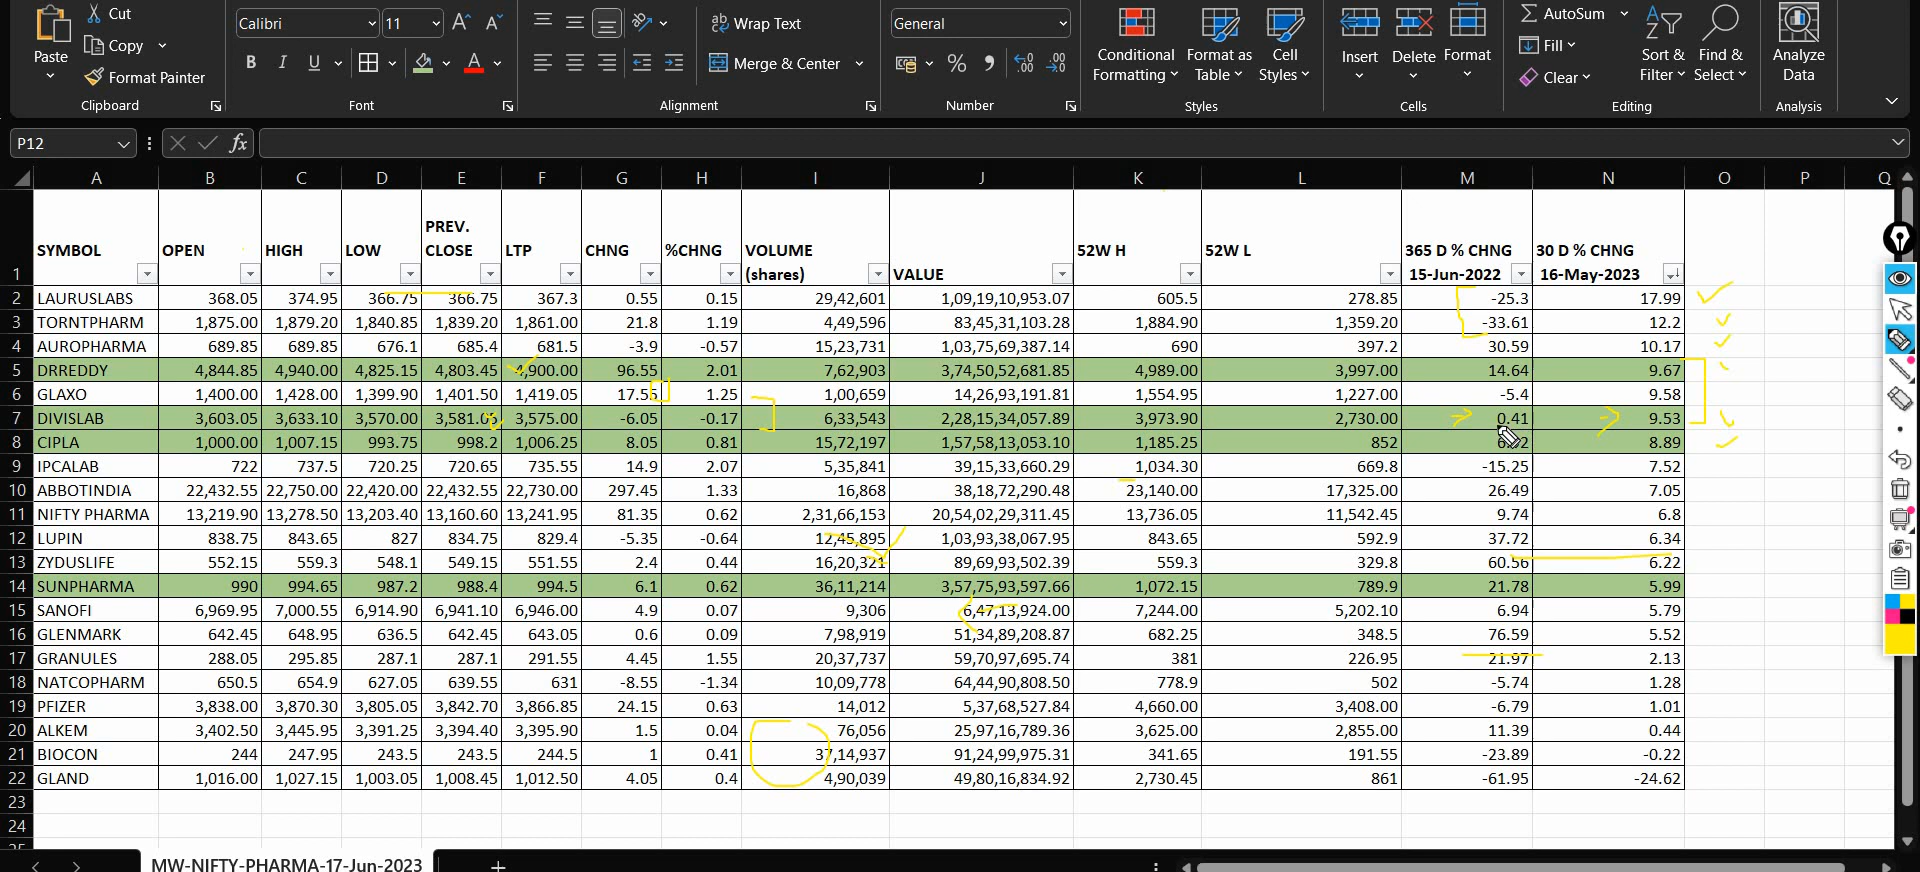 Cut
Copy
Paste
Format Painter
Clipboard
Calibri 11
B I U A
Font
Wrap Text
Merge & Center
Alignment
General
Number
Conditional Formatting
Format as Table
Cell Styles
Styles
Insert Delete Format
Cells
AutoSum
Fill
Clear
Sort & Filter
Find & Select
Editing
Analyze Data
Analysis
P12 fx
A B C D E F G H I J K L M N O P Q
1 SYMBOL OPEN HIGH LOW PREV. CLOSE LTP CHNG %CHNG VOLUME (shares) VALUE 52W H 52W L 365 D % CHNG 15-Jun-2022 30 D % CHNG 16-May-2023
2 LAURUSLABS 368.05 374.95 366.75 366.75 367.3 0.55 0.15 29,42,601 1,09,19,10,953.07 605.5 278.85 -25.3 17.99
3 TORNTPHARM 1,875.00 1,879.20 1,840.85 1,839.20 1,861.00 21.8 1.19 4,49,596 83,45,31,103.28 1,884.90 1,359.20 -33.61 12.2
4 AUROPHARMA 689.85 689.85 676.1 685.4 681.5 -3.9 -0.57 15,23,731 1,03,75,69,387.14 690 397.2 30.59 10.17
5 DRREDDY 4,844.85 4,940.00 4,825.15 4,803.45 4,900.00 96.55 2.01 7,62,903 3,74,50,52,681.85 4,989.00 3,997.00 14.64 9.67
6 GLAXO 1,400.00 1,428.00 1,399.90 1,401.50 1,419.05 17.55 1.25 1,00,659 14,26,93,191.81 1,554.95 1,227.00 -5.4 9.58
7 DIVISLAB 3,603.05 3,633.10 3,570.00 3,581.05 3,575.00 -6.05 -0.17 6,33,543 2,28,15,34,057.89 3,973.90 2,730.00 0.41 9.53
8 CIPLA 1,000.00 1,007.15 993.75 998.2 1,006.25 8.05 0.81 15,72,197 1,57,58,13,053.10 1,185.25 852 8.89
9 IPCALAB 722 737.5 720.25 720.65 735.55 14.9 2.07 5,35,841 39,15,33,660.29 1,034.30 669.8 -15.25 7.52
10 ABBOTINDIA 22,432.55 22,750.00 22,420.00 22,432.55 22,730.00 297.45 1.33 16,868 38,18,72,290.48 23,140.00 17,325.00 26.49 7.05
11 NIFTY PHARMA 13,219.90 13,278.50 13,203.40 13,160.60 13,241.95 81.35 0.62 2,31,66,153 20,54,02,29,311.45 13,736.05 11,542.45 9.74 6.8
12 LUPIN 838.75 843.65 827 834.75 829.4 -5.35 -0.64 12,45,895 1,03,93,38,067.95 843.65 592.9 37.72 6.34
13 ZYDUSLIFE 552.15 559.3 548.1 549.15 551.55 2.4 0.44 16,20,321 89,69,93,502.39 559.3 329.8 60.56 6.22
14 SUNPHARMA 990 994.65 987.2 988.4 994.5 6.1 0.62 36,11,214 3,57,75,93,597.66 1,072.15 789.9 21.78 5.99
15 SANOFI 6,969.95 7,000.55 6,914.90 6,941.10 6,946.00 4.9 0.07 9,306 6,47,13,924.00 7,244.00 5,202.10 6.94 5.79
16 GLENMARK 642.45 648.95 636.5 642.45 643.05 0.6 0.09 7,98,919 51,34,89,208.87 682.25 348.5 76.59 5.52
17 GRANULES 288.05 295.85 287.1 287.1 291.55 4.45 1.55 20,37,737 59,70,97,695.74 381 226.95 21.97 2.13
18 NATCOPHARM 650.5 654.9 627.05 639.55 631 -8.55 -1.34 10,09,778 64,44,90,808.50 778.9 502 -5.74 1.28
19 PFIZER 3,838.00 3,870.30 3,805.05 3,842.70 3,866.85 24.15 0.63 14,012 5,37,68,527.84 4,660.00 3,408.00 -6.79 1.01
20 ALKEM 3,402.50 3,445.95 3,391.25 3,394.40 3,395.90 1.5 0.04 76,056 25,97,16,789.36 3,625.00 2,855.00 11.39 0.44
21 BIOCON 244 247.95 243.5 243.5 244.5 1 0.41 37,14,937 91,24,99,975.31 341.65 191.55 -23.89 -0.22
22 GLAND 1,016.00 1,027.15 1,003.05 1,008.45 1,012.50 4.05 0.4 4,90,039 49,80,16,834.92 2,730.45 861 -61.95 -24.62
23
24
MW-NIFTY-PHARMA-17-Jun-2023